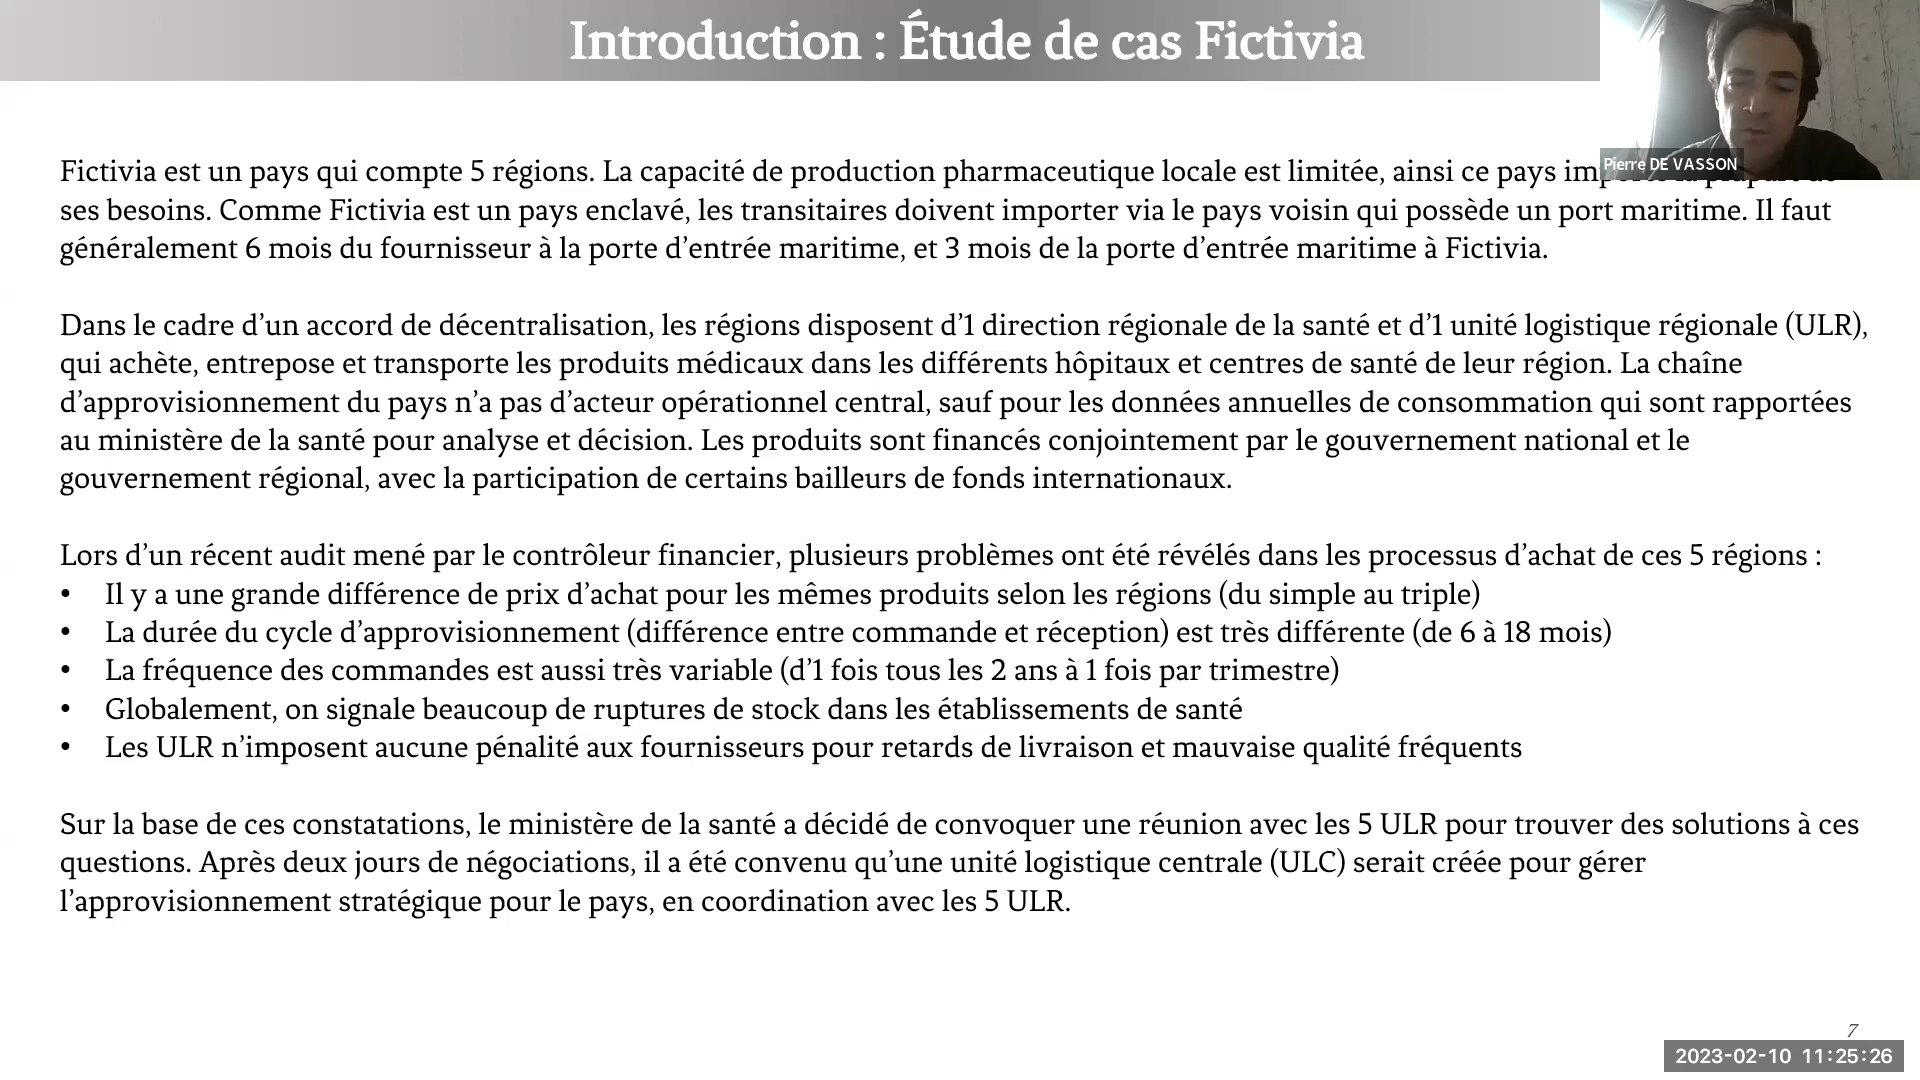 Introduction : Étude de cas Fictivia
Pierre DE VASSON
Fictivia est un pays qui compte 5 régions. La capacité de production pharmaceutique locale est limitée, ainsi ce pays
ses besoins. Comme Fictivia est un pays enclavé, les transitaires doivent importer via le pays voisin qui possède un port maritime. Il faut
généralement 6 mois du fournisseur à la porte d’entrée maritime, et 3 mois de la porte d’entrée maritime à Fictivia.
Dans le cadre d’un accord de décentralisation, les régions disposent d’1 direction régionale de la santé et d’1 unité logistique régionale (ULR),
qui achète, entrepose et transporte les produits médicaux dans les différents hôpitaux et centres de santé de leur région. La chaîne
d’approvisionnement du pays n’a pas d’acteur opérationnel central, sauf pour les données annuelles de consommation qui sont rapportées
au ministère de la santé pour analyse et décision. Les produits sont financés conjointement par le gouvernement national et le
gouvernement régional, avec la participation de certains bailleurs de fonds internationaux.
Lors d’un récent audit mené par le contrôleur financier, plusieurs problèmes ont été révélés dans les processus d’achat de ces 5 régions :
• Il y a une grande différence de prix d’achat pour les mêmes produits selon les régions (du simple au triple)
• La durée du cycle d’approvisionnement (différence entre commande et réception) est très différente (de 6 à 18 mois)
• La fréquence des commandes est aussi très variable (d’1 fois tous les 2 ans à 1 fois par trimestre)
• Globalement, on signale beaucoup de ruptures de stock dans les établissements de santé
• Les ULR n’imposent aucune pénalité aux fournisseurs pour retards de livraison et mauvaise qualité fréquents
Sur la base de ces constatations, le ministère de la santé a décidé de convoquer une réunion avec les 5 ULR pour trouver des solutions à ces
questions. Après deux jours de négociations, il a été convenu qu’une unité logistique centrale (ULC) serait créée pour gérer
l’approvisionnement stratégique pour le pays, en coordination avec les 5 ULR.
7
2023-02-10 11:25:26